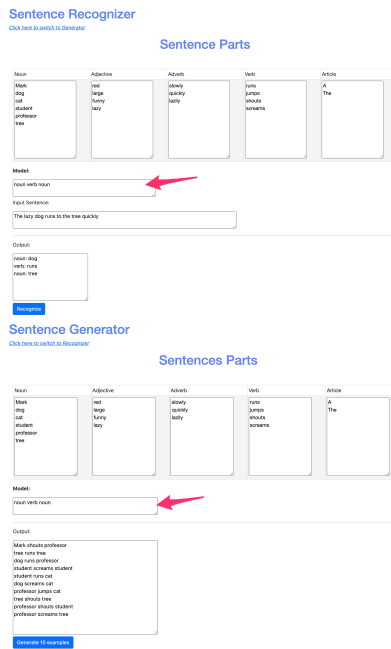 Sentence Recognizer
Click here to switch to Generator
Sentence Parts
Noun Adjective Adverb Verb Article
Mark red slowly runs A
dog large quickly jumps The
cat funny lazily shouts
student lazy screams
professor
tree
Model:
noun verb noun
Input Sentence:
The lazy dog runs to the tree quickly
Output:
noun: dog
verb: runs
noun: tree
Recognize
Sentence Generator
Click here to switch to Recognizer
Sentences Parts
Noun Adjective Adverb Verb Article
Mark red slowly runs A
dog large quickly jumps The
cat funny lazily shouts
student lazy screams
professor
tree
Model:
noun verb noun
Output:
Mark shouts professor
tree runs tree
dog runs professor
student screams student
student runs cat
dog screams cat
professor jumps cat
tree shouts tree
professor shouts student
professor screams tree
Generate 10 examples